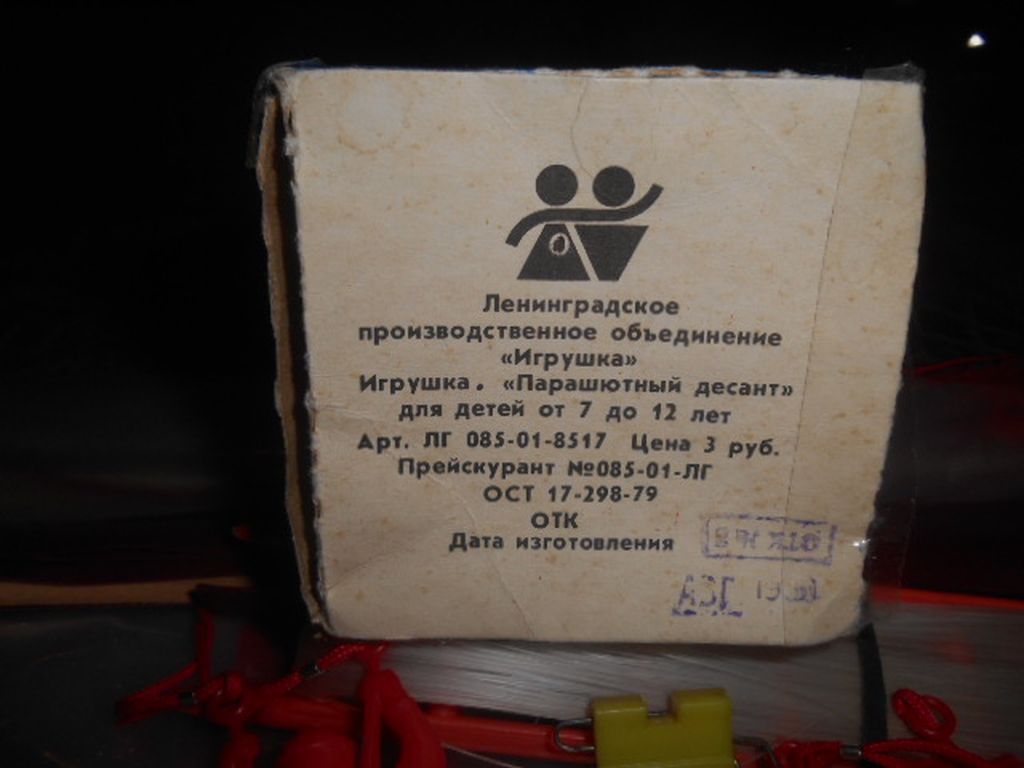 Ленинградское
производственное объединение
«Игрушка»
Игрушка. «Парашютный десант»
для детей от 7 до 12 лет
Арт. ЛГ 085-01-8517 Цена 3 руб.
Прейскурант №085-01-ЛГ
ОСТ 17-298-79
ОТК
Дата изготовления